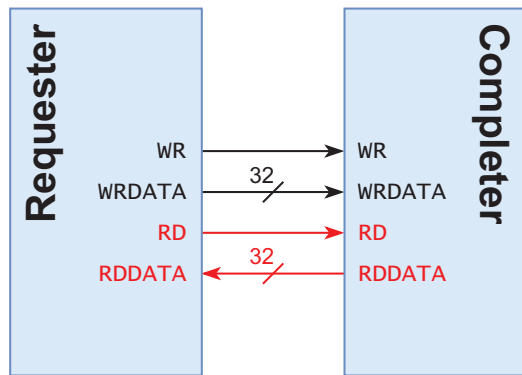 Requester
Completer
WR
WR
WRDATA
32
WRDATA
RD
RD
RDDATA
32
RDDATA